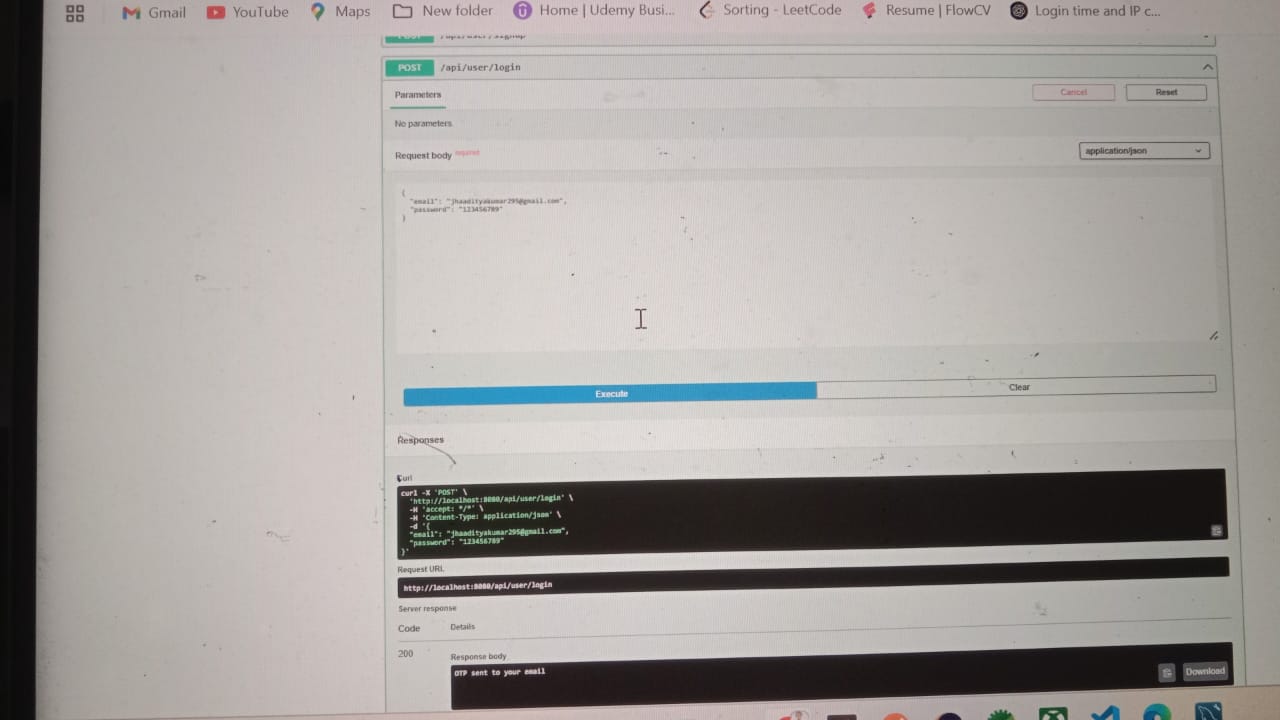 Gmail YouTube Maps New folder Home | Udemy Busi... Sorting - LeetCode Resume | FlowCV Login time and IP c...
POST /api/user/signup
POST /api/user/login
Parameters Cancel Reset
No parameters
Request body required application/json
{
"email": "jhaadityakumar295@gmail.com",
"password": "123456789"
}
Execute Clear
Responses
Curl
curl -X 'POST' \
'http://localhost:8080/api/user/login' \
-H 'accept: */*' \
-H 'Content-Type: application/json' \
-d '{
"email": "jhaadityakumar295@gmail.com",
"password": "123456789"
}'
Request URL
http://localhost:8080/api/user/login
Server response
Code Details
200 Response body
OTP sent to your email
Download